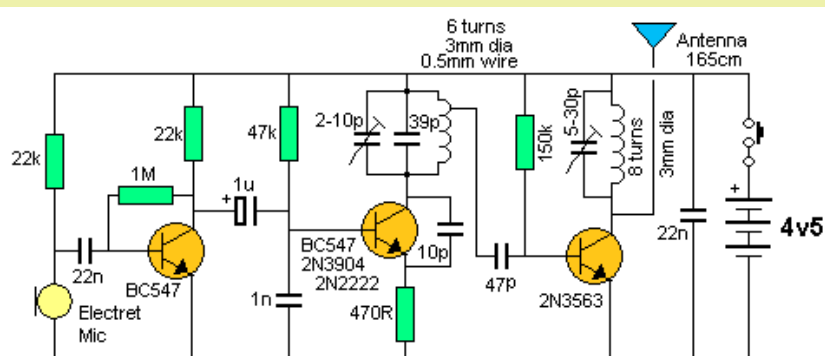 6 turns
3mm dia
0.5mm wire
Antenna
165cm
22k
22k
1M
47k
1u
+
2-10p
39p
150k
5-30p
8 turns
3mm dia
+
4v5
22n
22n
BC547
Electret
Mic
1n
BC547
2N3904
2N2222
10p
470R
47p
2N3563